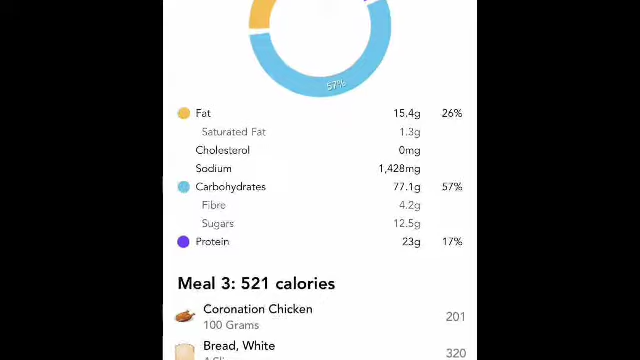 57%
Fat 15.4g 26%
Saturated Fat 1.3g
Cholesterol 0mg
Sodium 1,428mg
Carbohydrates 77.1g 57%
Fibre 4.2g
Sugars 12.5g
Protein 23g 17%
Meal 3: 521 calories
Coronation Chicken 201
100 Grams
Bread, White 320